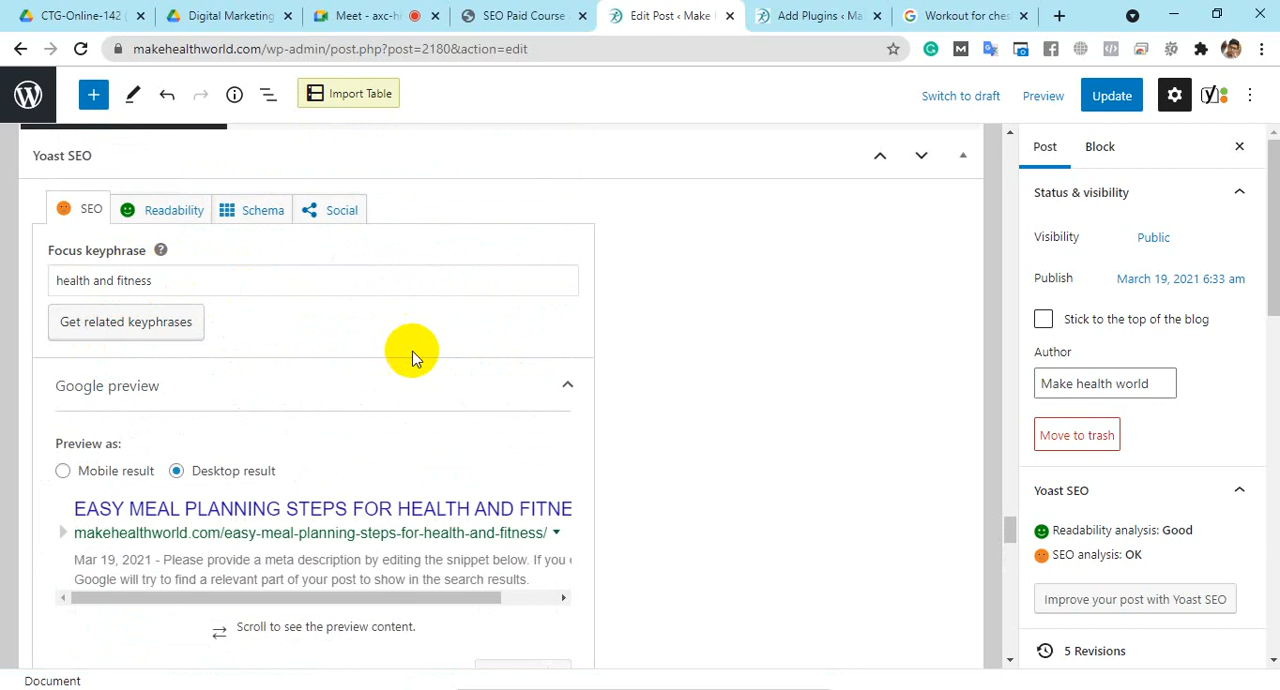 CTG-Online-142
Digital Marketing
Meet - axc-hr
SEO Paid Course
Edit Post ‹ Make
Add Plugins ‹ Ma
Workout for che
makehealthworld.com/wp-admin/post.php?post=2180&action=edit
Import Table
Switch to draft
Preview
Update
Yoast SEO
SEO
Readability
Schema
Social
Focus keyphrase
health and fitness
Get related keyphrases
Google preview
Preview as:
Mobile result
Desktop result
EASY MEAL PLANNING STEPS FOR HEALTH AND FITNE
makehealthworld.com/easy-meal-planning-steps-for-health-and-fitness/
Mar 19, 2021 - Please provide a meta description by editing the snippet below. If you
Google will try to find a relevant part of your post to show in the search results.
Scroll to see the preview content.
Post
Block
Status & visibility
Visibility
Public
Publish
March 19, 2021 6:33 am
Stick to the top of the blog
Author
Make health world
Move to trash
Yoast SEO
Readability analysis: Good
SEO analysis: OK
Improve your post with Yoast SEO
5 Revisions
Document